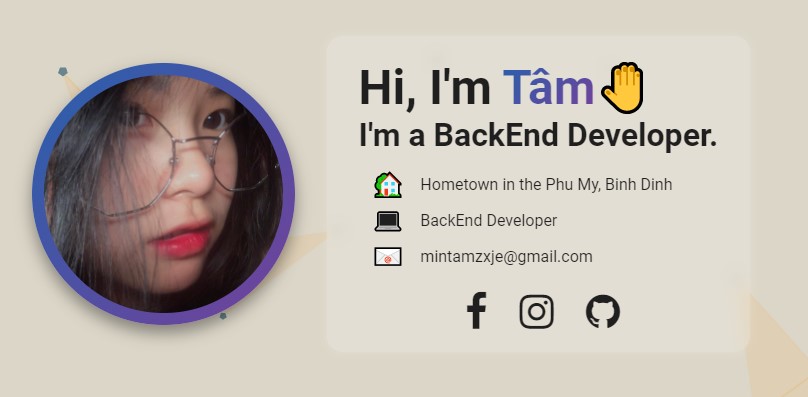 Hi, I'm Tâm
I'm a BackEnd Developer.
Hometown in the Phu My, Binh Dinh
BackEnd Developer
mintamzxje@gmail.com